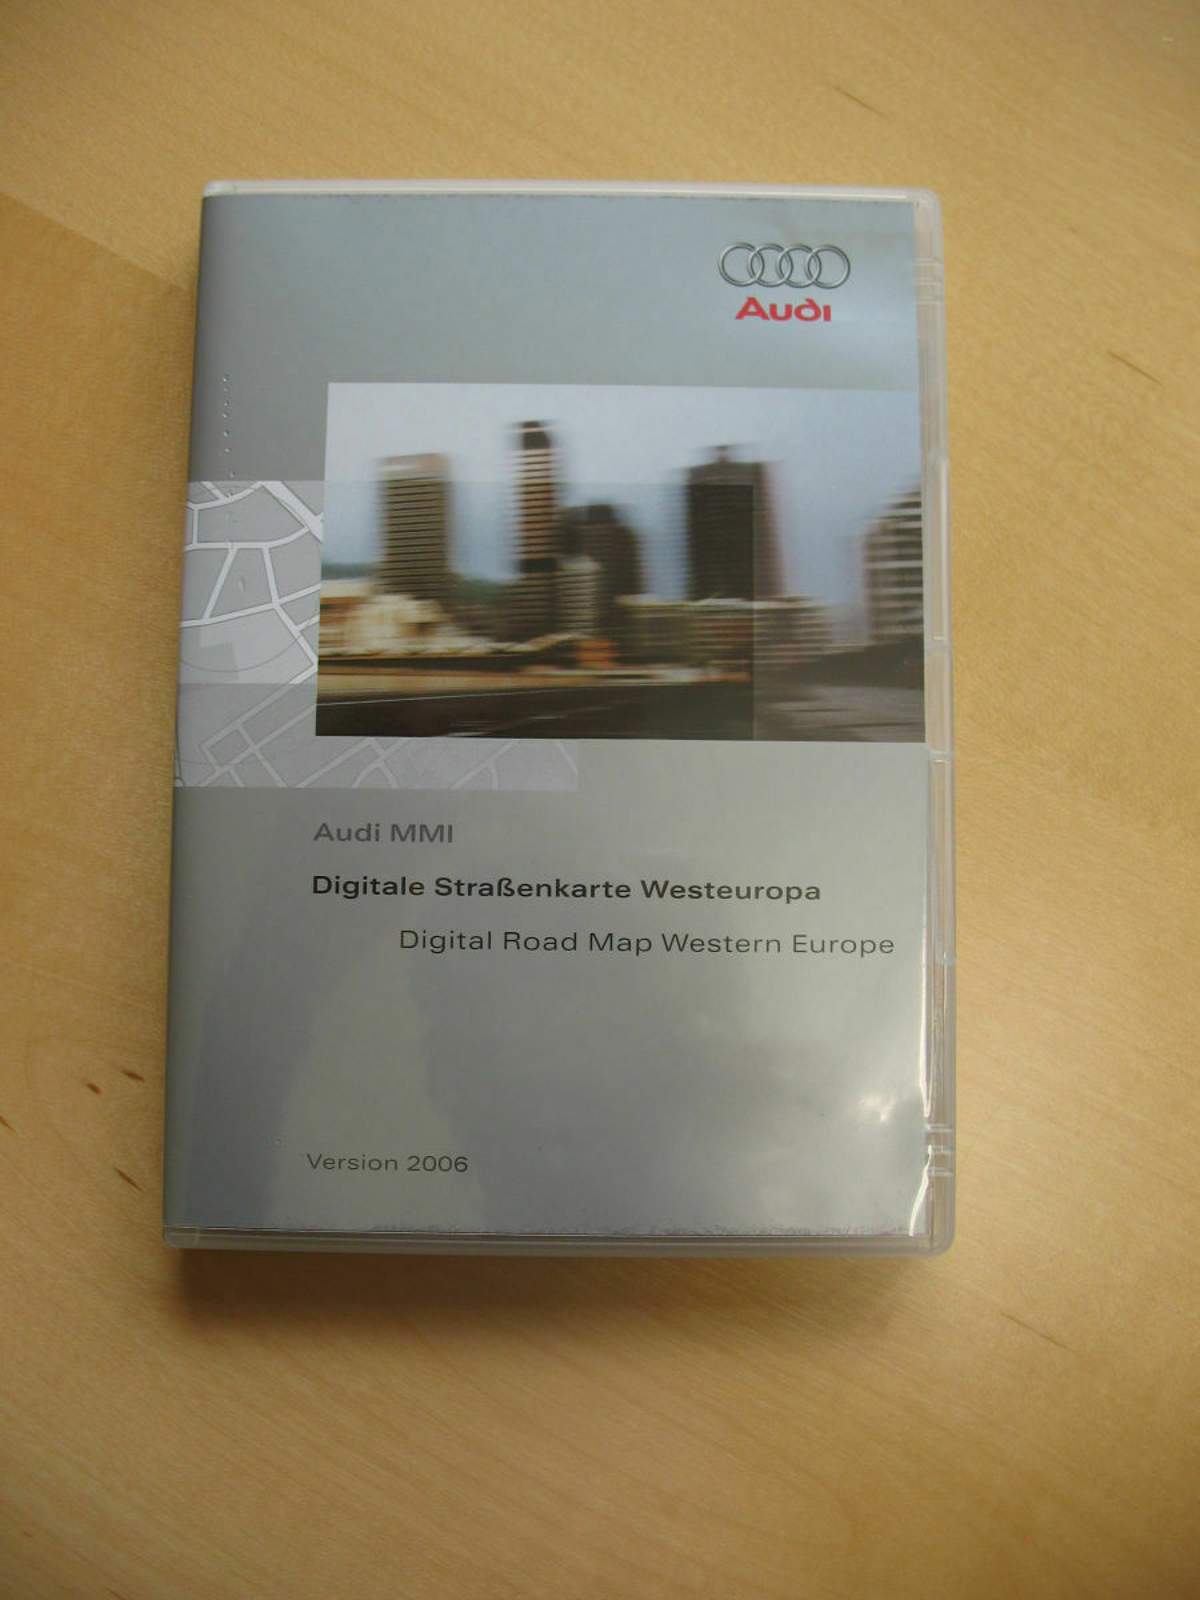 Audi
Audi MMI
Digitale Straßenkarte Westeuropa
Digital Road Map Western Europe
Version 2006